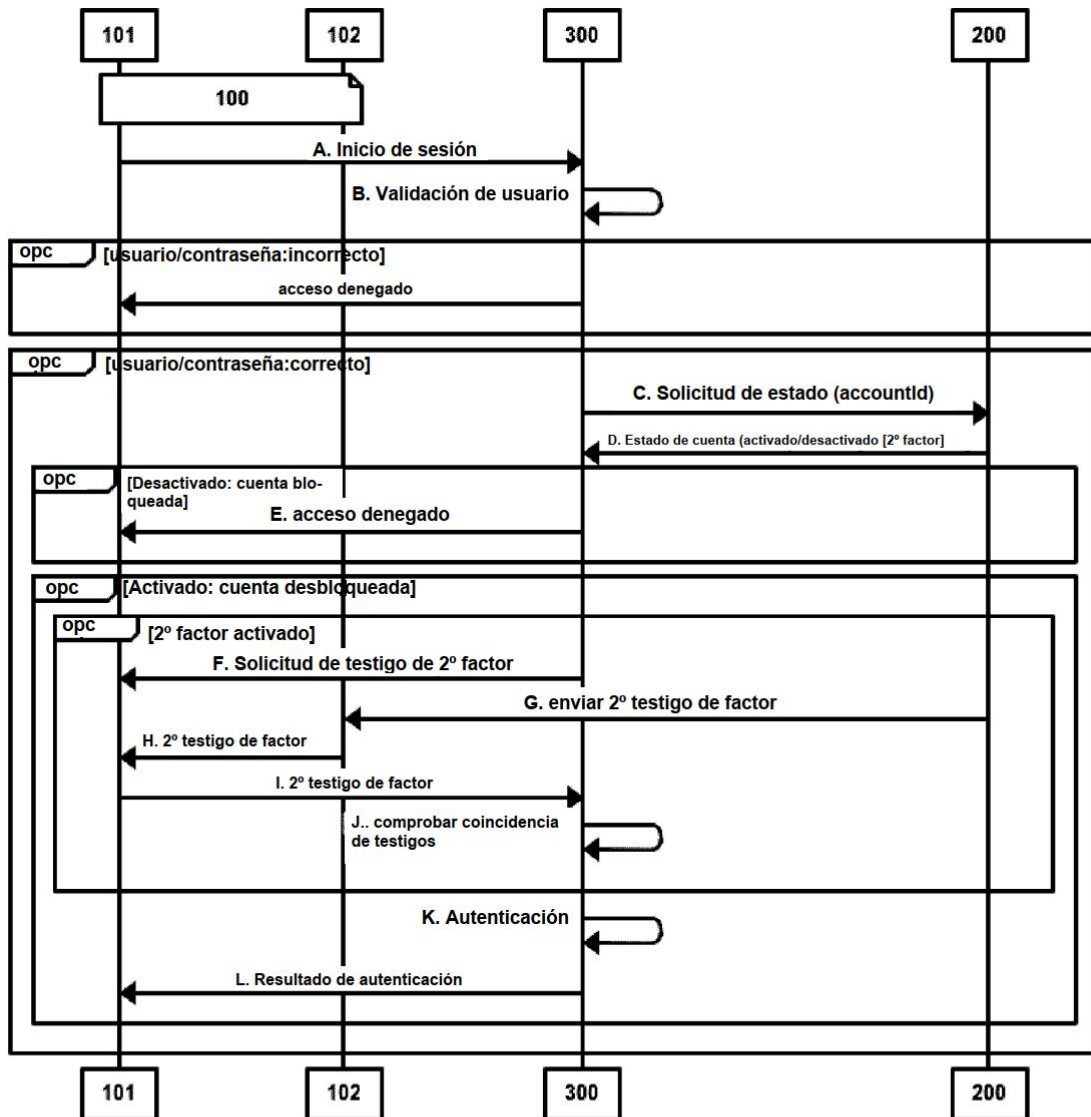 101 102 300 200
100
A. Inicio de sesión
B. Validación de usuario
opc [usuario/contraseña:incorrecto]
acceso denegado
opc [usuario/contraseña:correcto]
C. Solicitud de estado (accountId)
D. Estado de cuenta (activado/desactivado [2º factor]
opc [Desactivado: cuenta blo-
queada]
E. acceso denegado
opc [Activado: cuenta desbloqueada]
opc [2º factor activado]
F. Solicitud de testigo de 2º factor
G. enviar 2º testigo de factor
H. 2º testigo de factor
I. 2º testigo de factor
J.. comprobar coincidencia
de testigos
K. Autenticación
L. Resultado de autenticación
101 102 300 200